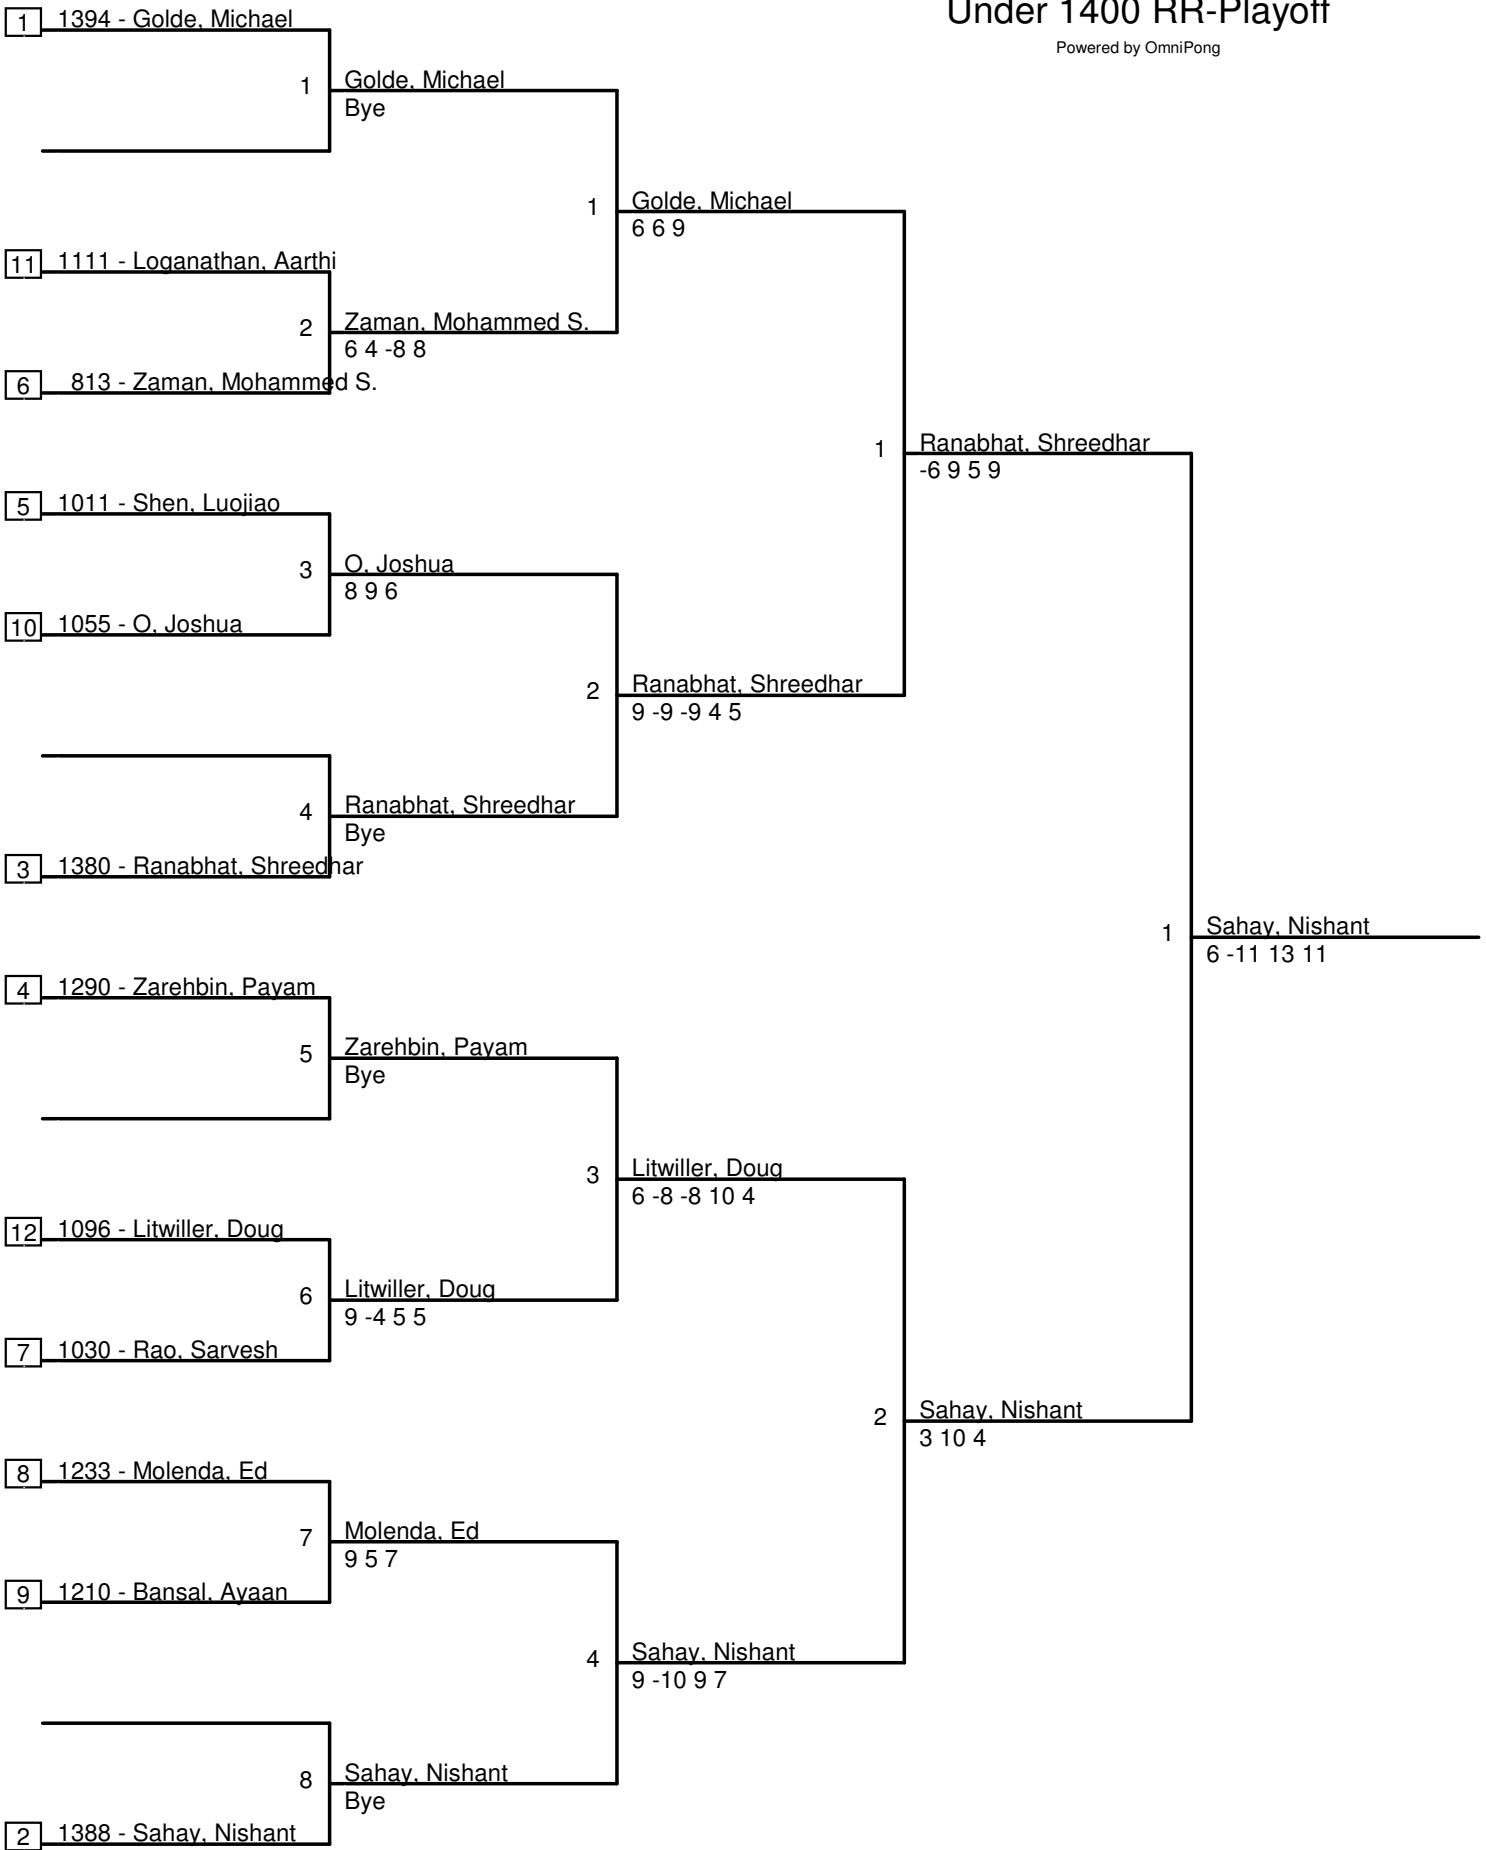 Under 1400 RR-Playoff
Powered by OmniPong
1 1394 - Golde, Michael
1 Golde, Michael
Bye
1 Golde, Michael
6 6 9
11 1111 - Loganathan, Aarthi
2 Zaman, Mohammed S.
6 4 -8 8
6 813 - Zaman, Mohammed S.
1 Ranabhat, Shreedhar
-6 9 5 9
5 1011 - Shen, Luojiao
3 O, Joshua
8 9 6
10 1055 - O, Joshua
2 Ranabhat, Shreedhar
9 -9 -9 4 5
4 Ranabhat, Shreedhar
Bye
3 1380 - Ranabhat, Shreedhar
1 Sahay, Nishant
6 -11 13 11
4 1290 - Zarehbin, Payam
5 Zarehbin, Payam
Bye
3 Litwiller, Doug
6 -8 -8 10 4
12 1096 - Litwiller, Doug
6 Litwiller, Doug
9 -4 5 5
7 1030 - Rao, Sarvesh
2 Sahay, Nishant
3 10 4
8 1233 - Molenda, Ed
7 Molenda, Ed
9 5 7
9 1210 - Bansal, Ayaan
4 Sahay, Nishant
9 -10 9 7
8 Sahay, Nishant
Bye
2 1388 - Sahay, Nishant